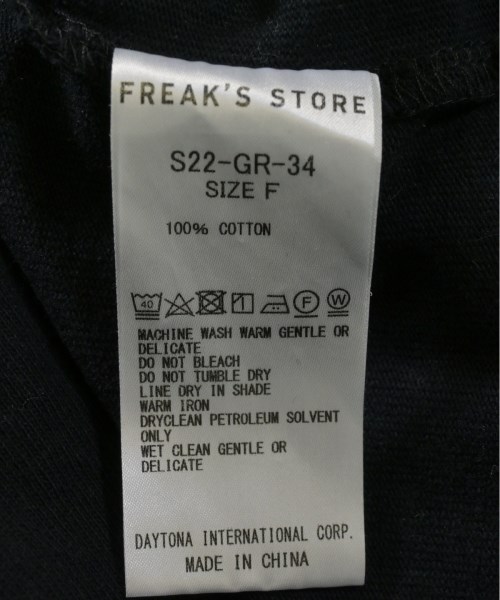 FREAK'S STORE
S22-GR-34
SIZE F
100% COTTON
40 F W
MACHINE WASH WARM GENTLE OR
DELICATE
DO NOT BLEACH
DO NOT TUMBLE DRY
LINE DRY IN SHADE
WARM IRON
DRYCLEAN PETROLEUM SOLVENT
ONLY
WET CLEAN GENTLE OR
DELICATE
DAYTONA INTERNATIONAL CORP.
MADE IN CHINA